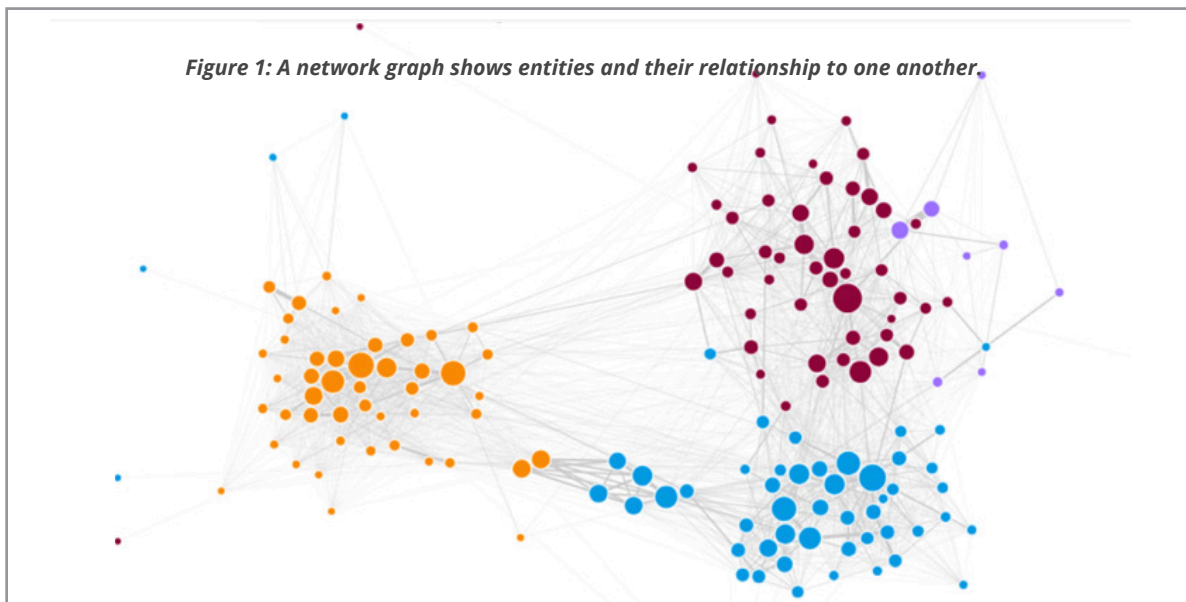 Figure 1: A network graph shows entities and their relationship to one another.